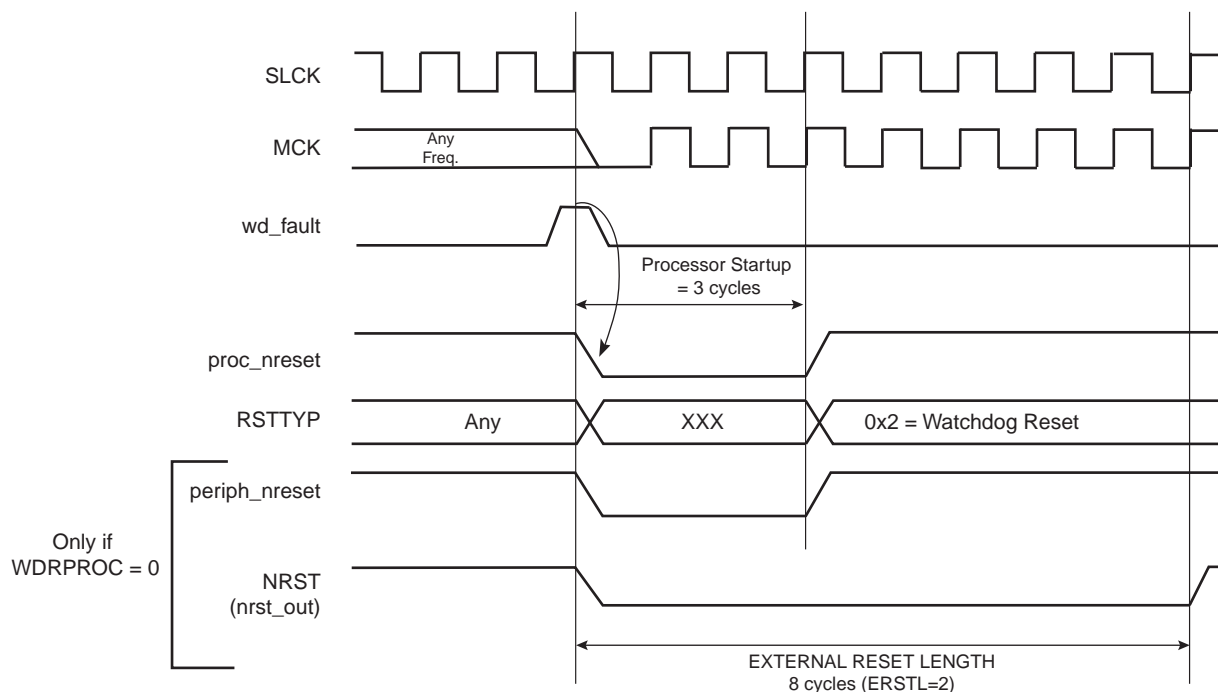 SLCK
MCK
Any
Freq.
wd_fault
Processor Startup
= 3 cycles
proc_nreset
RSTTYP
Any
XXX
0x2 = Watchdog Reset
periph_nreset
Only if
WDRPROC = 0
NRST
(nrst_out)
EXTERNAL RESET LENGTH
8 cycles (ERSTL=2)